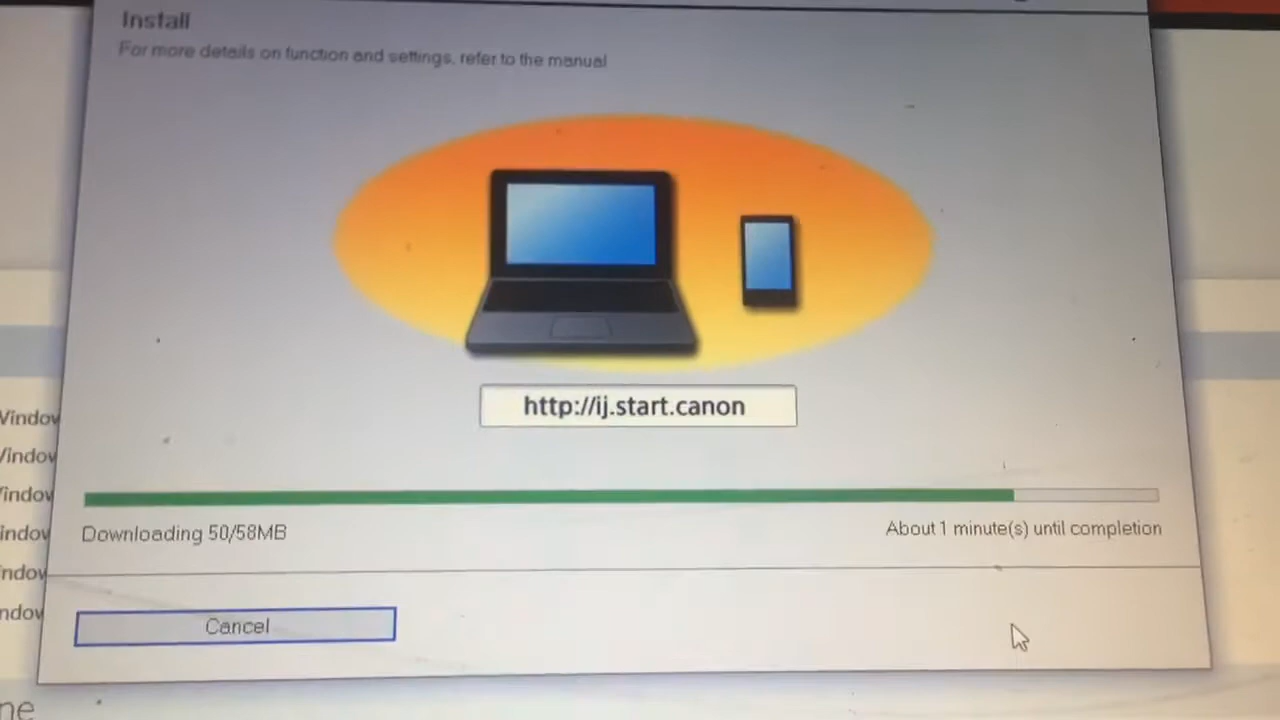 Install
For more details on function and settings, refer to the manual
http://ij.start.canon
Downloading 50/58MB
About 1 minute(s) until completion
Cancel